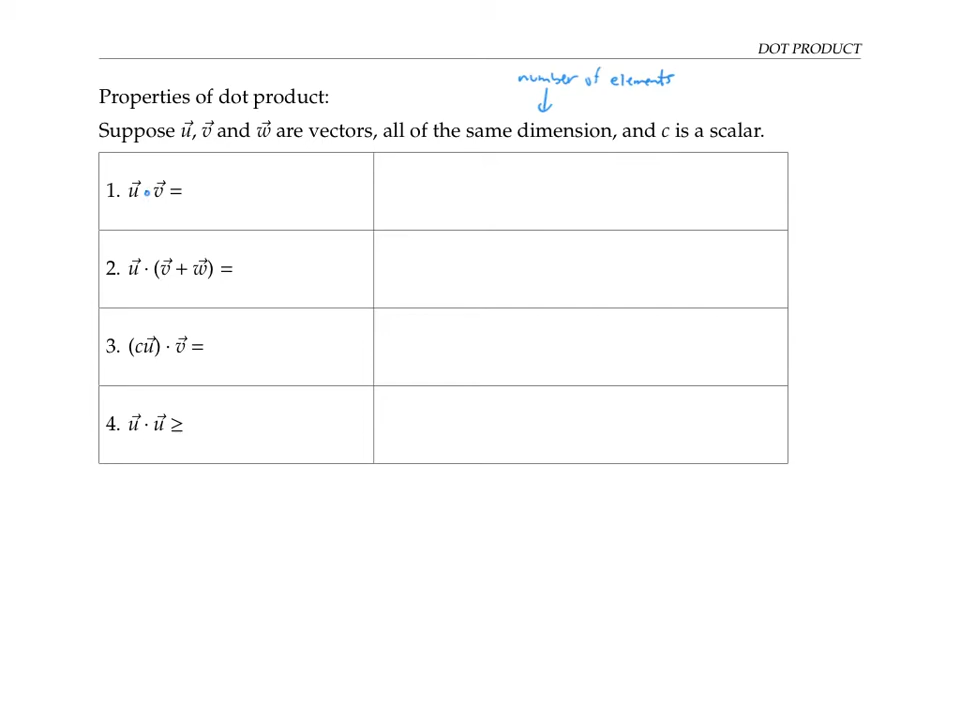 DOT PRODUCT
number of elements
Properties of dot product:
Suppose u⃗, v⃗ and w⃗ are vectors, all of the same dimension, and c is a scalar.
1. u⃗ · v⃗ =
2. u⃗ · (v⃗ + w⃗) =
3. (cu⃗) · v⃗ =
4. u⃗ · u⃗ ≥